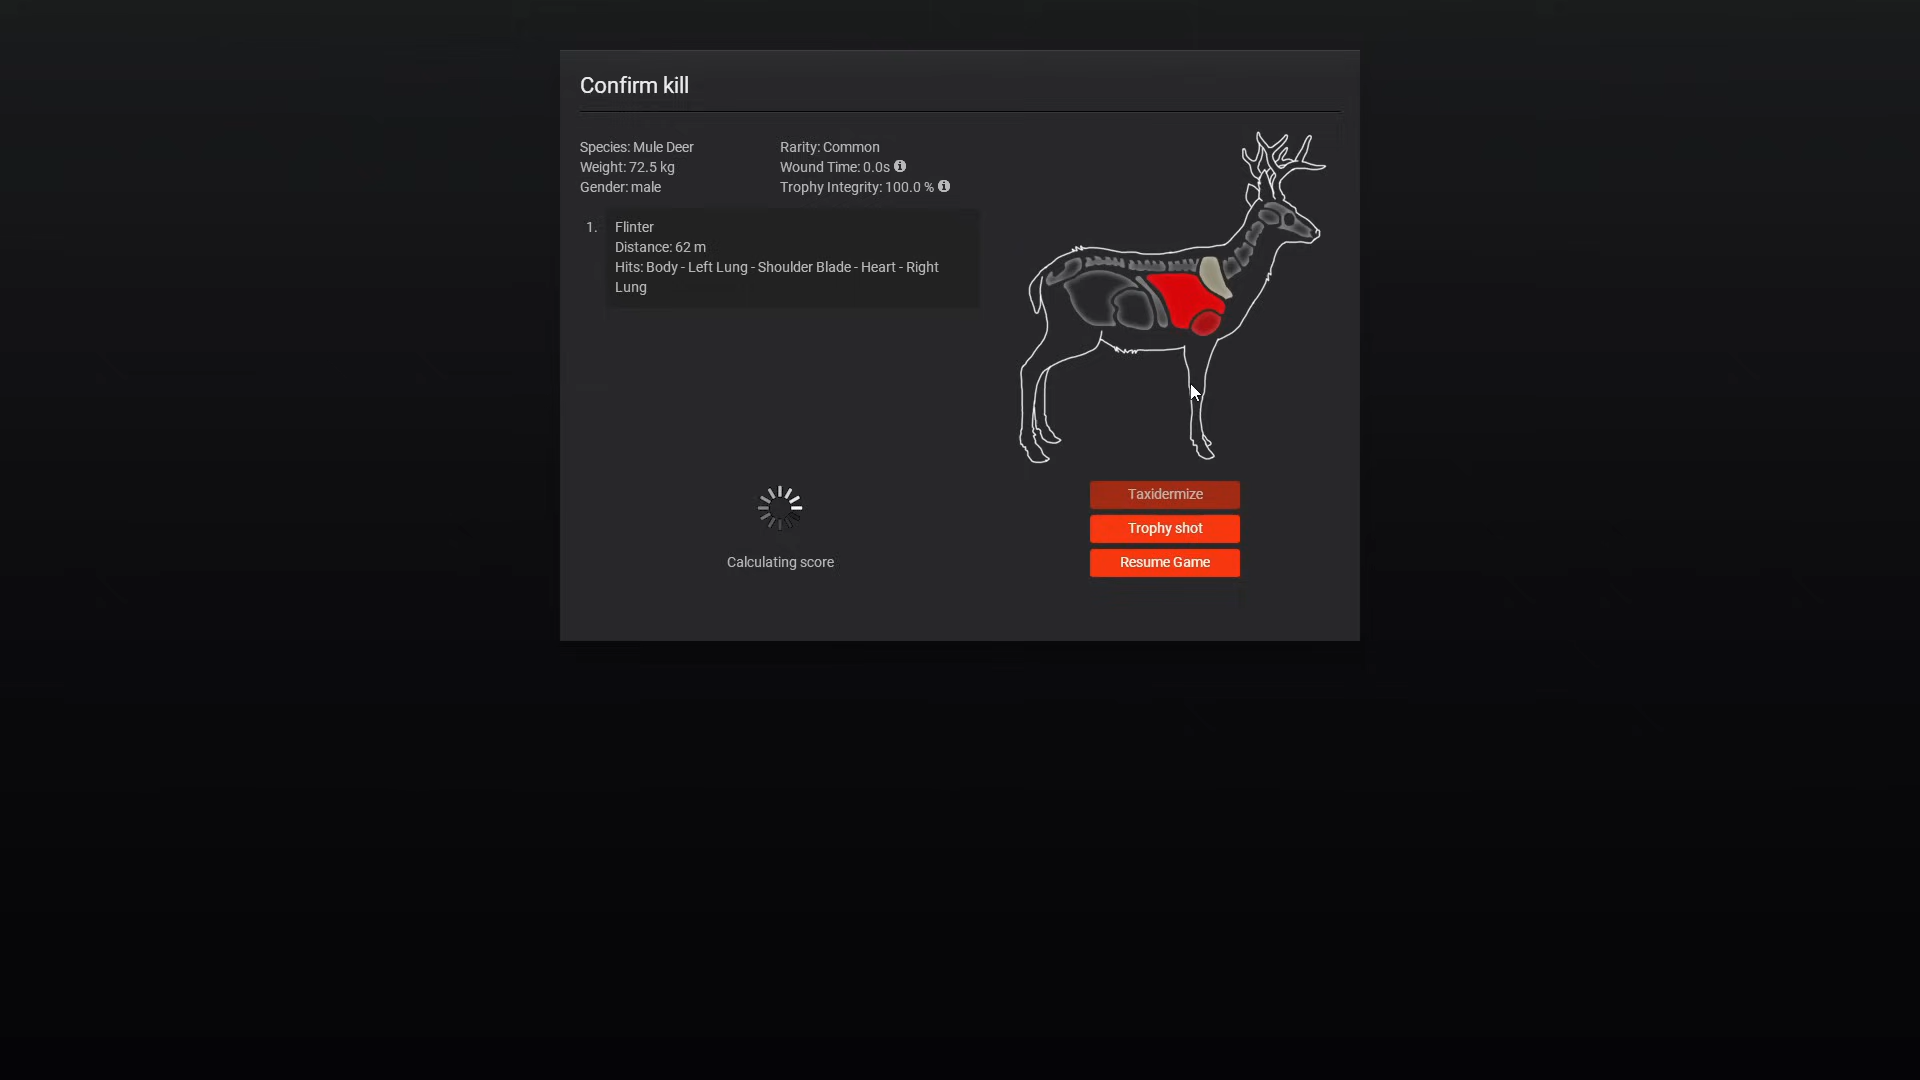 Confirm kill
Species: Mule Deer
Weight: 72.5 kg
Gender: male
Rarity: Common
Wound Time: 0.0s
Trophy Integrity: 100.0 %
1. Flinter
Distance: 62 m
Hits: Body - Left Lung - Shoulder Blade - Heart - Right
Lung
Calculating score
Taxidermize
Trophy shot
Resume Game